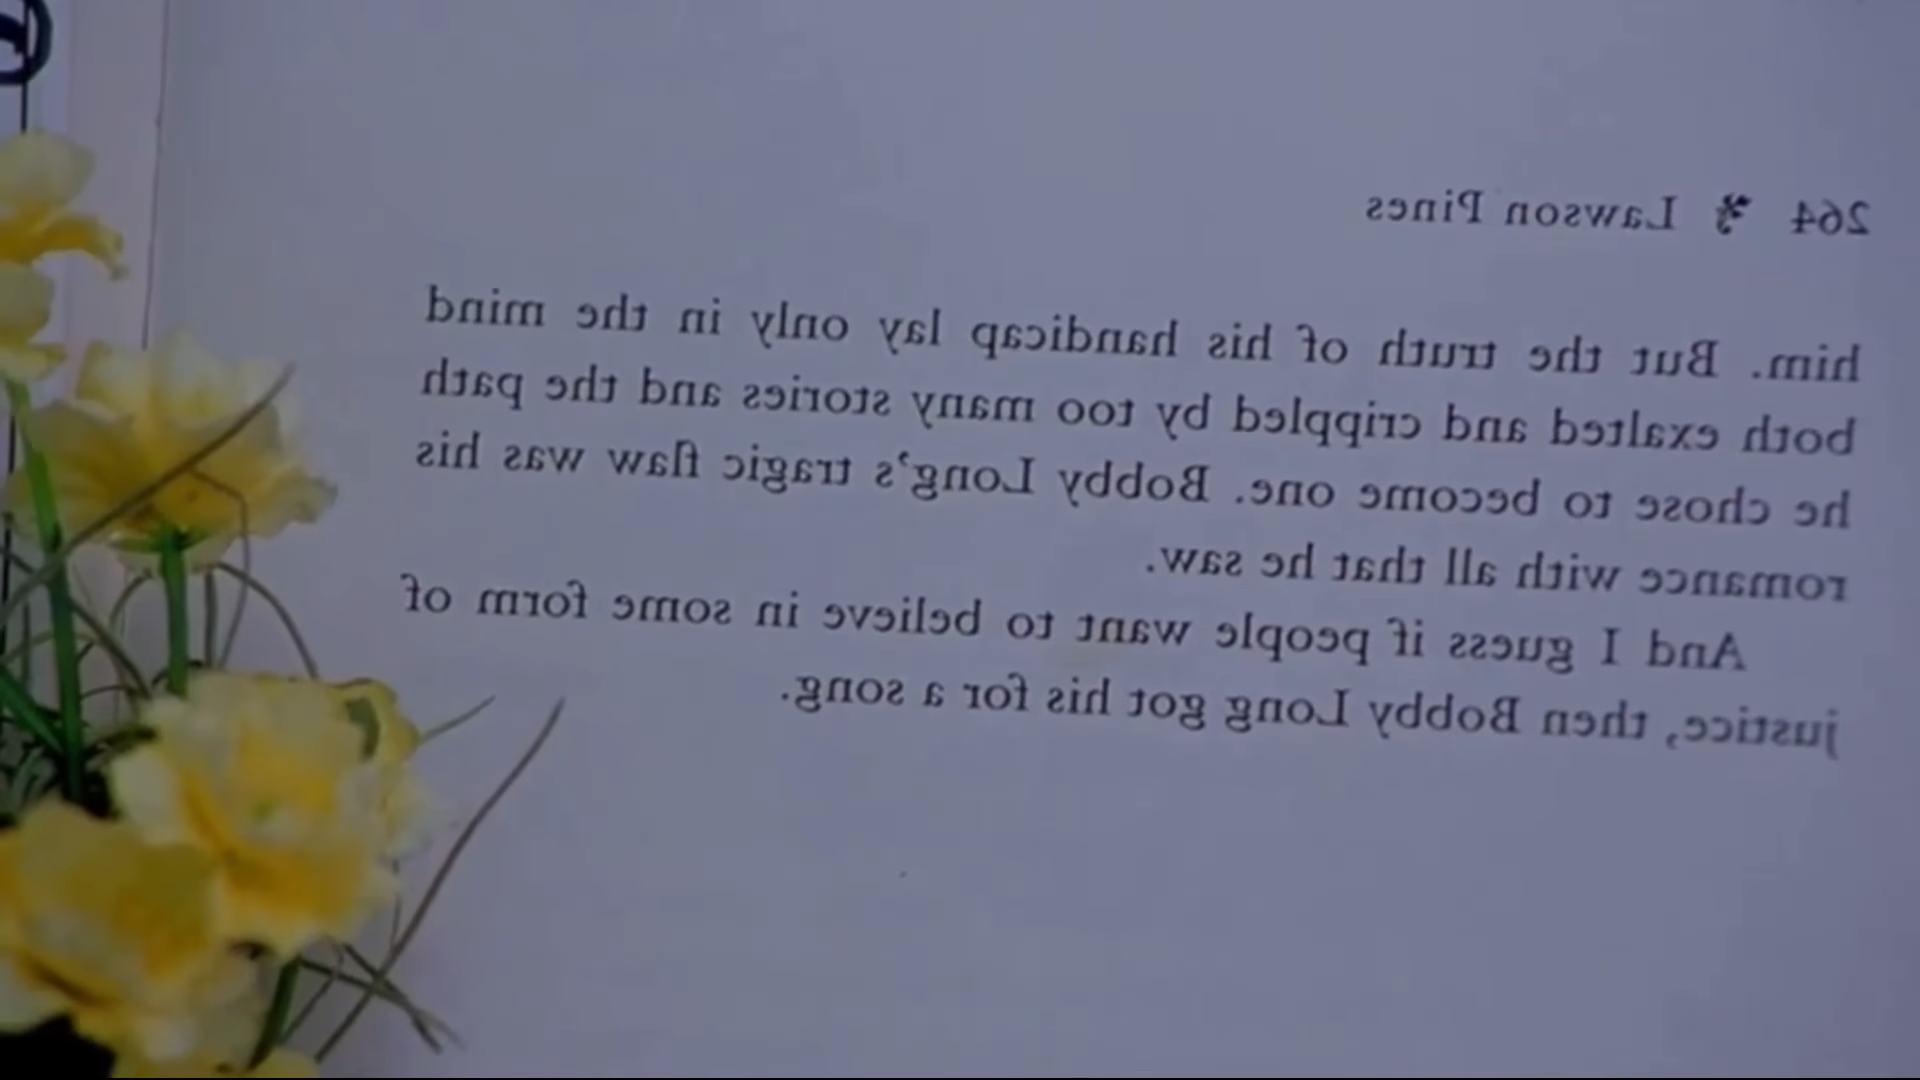 264 Lawson Pines
him. But the truth of his handicap lay only in the mind
both exalted and crippled by too many stories and the path
he chose to become one. Bobby Long's tragic flaw was his
romance with all that he saw.
And I guess if people want to believe in some form of
justice, then Bobby Long got his for a song.